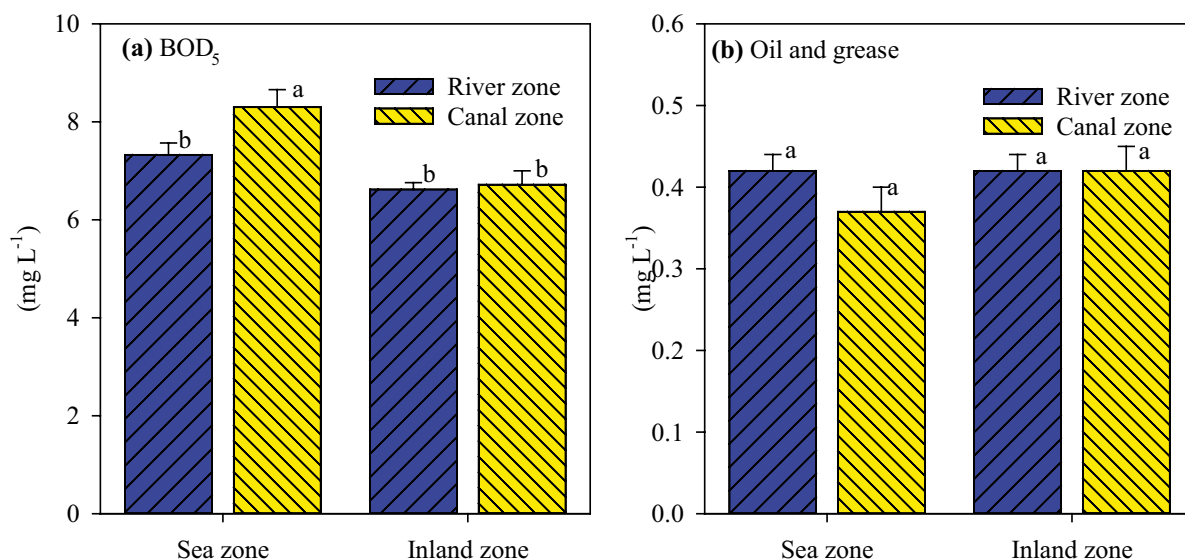 (a) BOD5
River zone
Canal zone
10
8
6
4
2
0
(mg L-1)
b
a
b
b
Sea zone
Inland zone
(b) Oil and grease
River zone
Canal zone
0.6
0.5
0.4
0.3
0.2
0.1
0.0
(mg L-1)
a
a
a
a
Sea zone
Inland zone